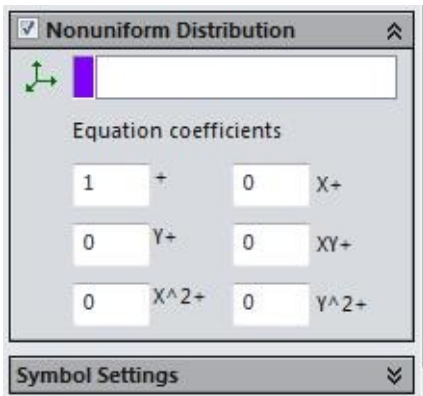 Nonuniform Distribution
Equation coefficients
1 + 0 X+
0 Y+ 0 XY+
0 X^2+ 0 Y^2+
Symbol Settings